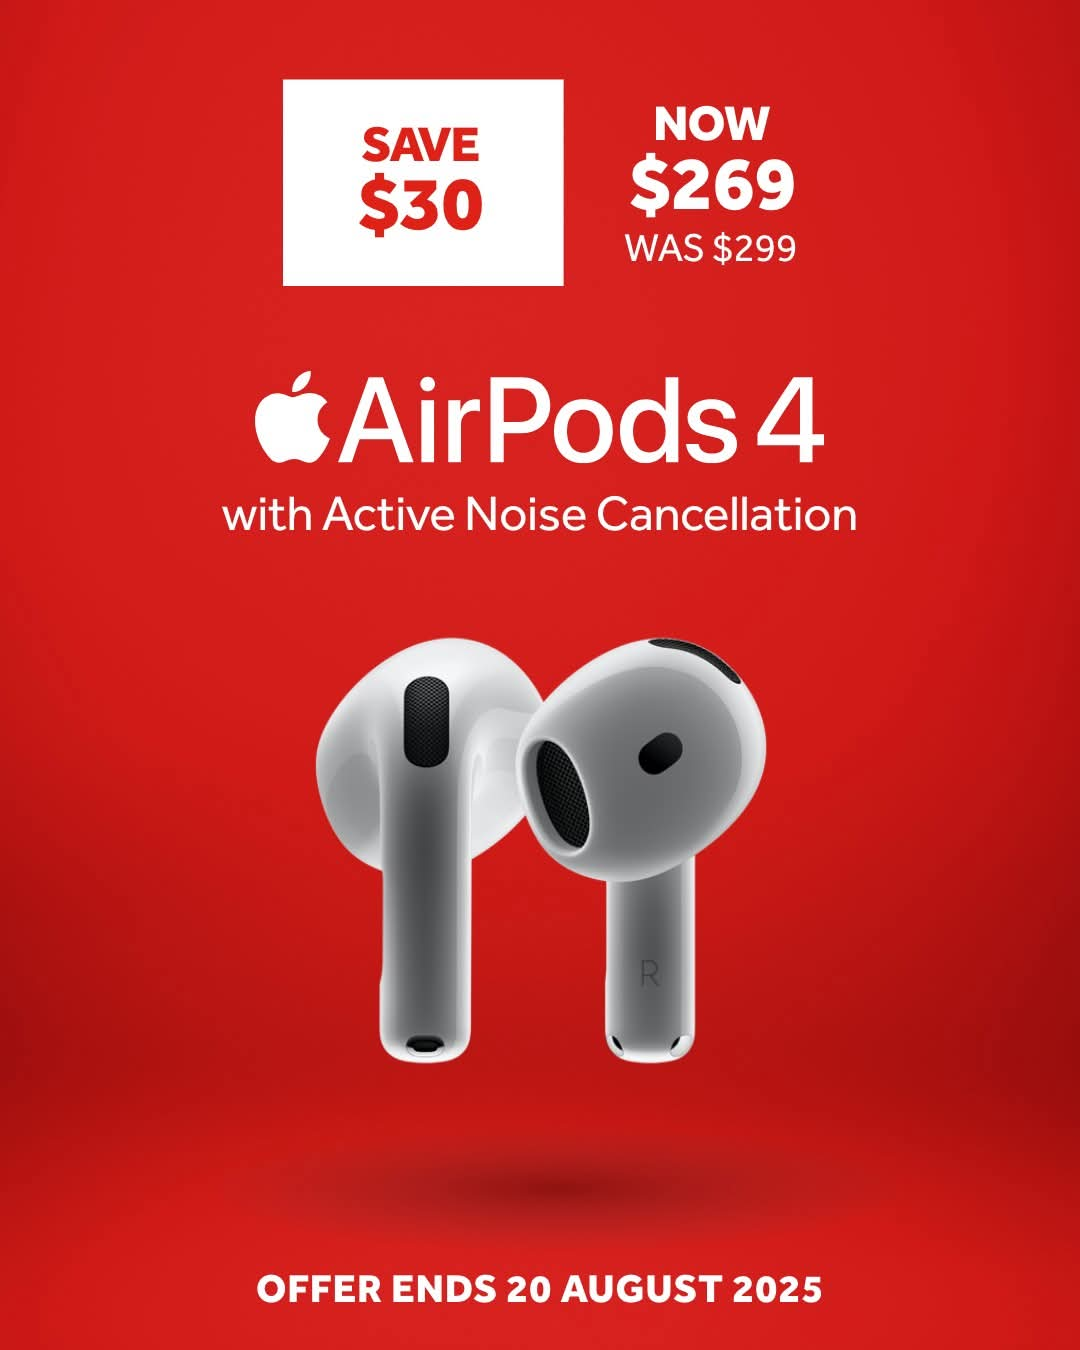 SAVE
$30
NOW
$269
WAS $299
AirPods 4
with Active Noise Cancellation
R
OFFER ENDS 20 AUGUST 2025